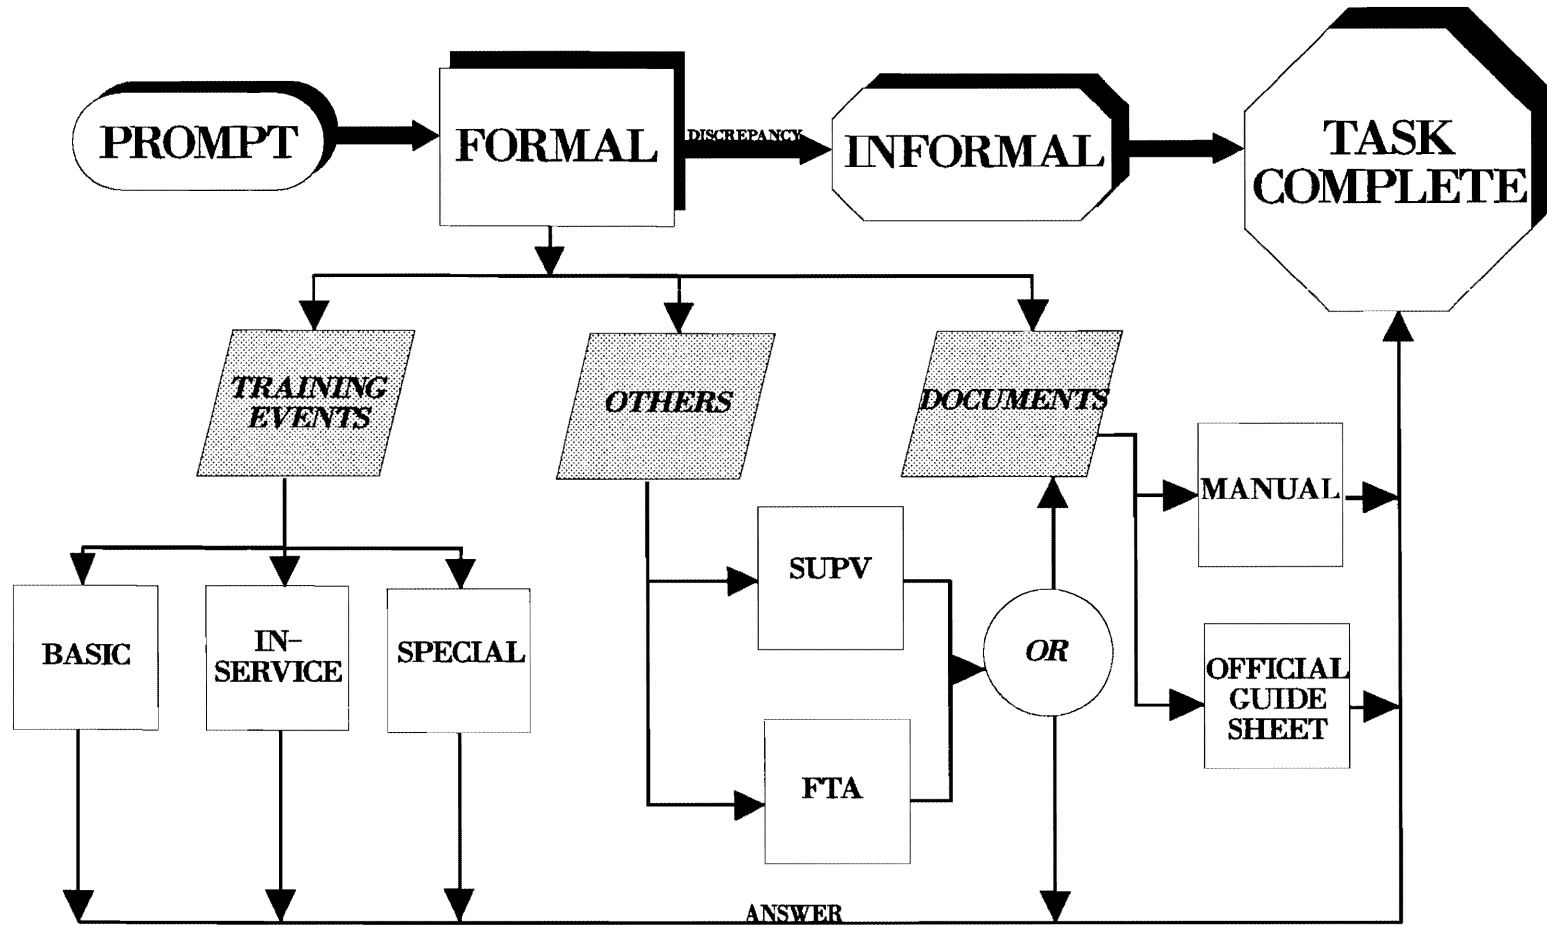 PROMPT
FORMAL
DISCREPANCY
INFORMAL
TASK
COMPLETE
TRAINING
EVENTS
OTHERS
DOCUMENTS
MANUAL
SUPV
BASIC
IN-
SERVICE
SPECIAL
OR
OFFICIAL
GUIDE
SHEET
FTA
ANSWER